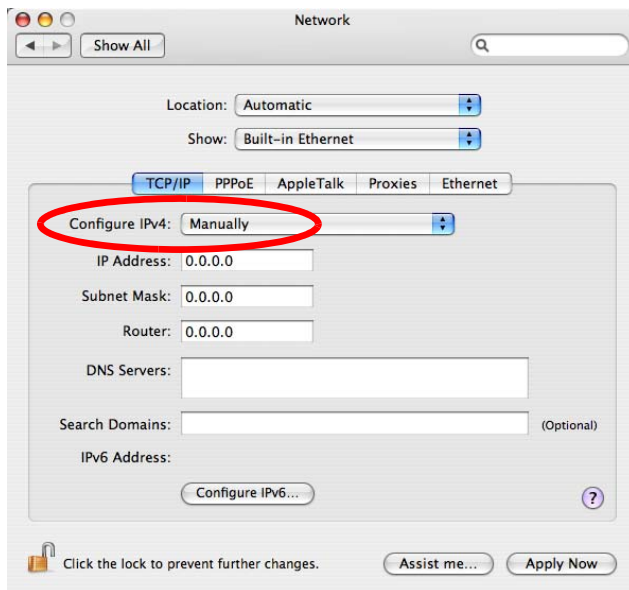 Network
Show All
Location: Automatic
Show: Built-in Ethernet
TCP/IP PPPoE AppleTalk Proxies Ethernet
Configure IPv4: Manually
IP Address: 0.0.0.0
Subnet Mask: 0.0.0.0
Router: 0.0.0.0
DNS Servers:
Search Domains: (Optional)
IPv6 Address:
Configure IPv6... ?
Click the lock to prevent further changes. Assist me... Apply Now